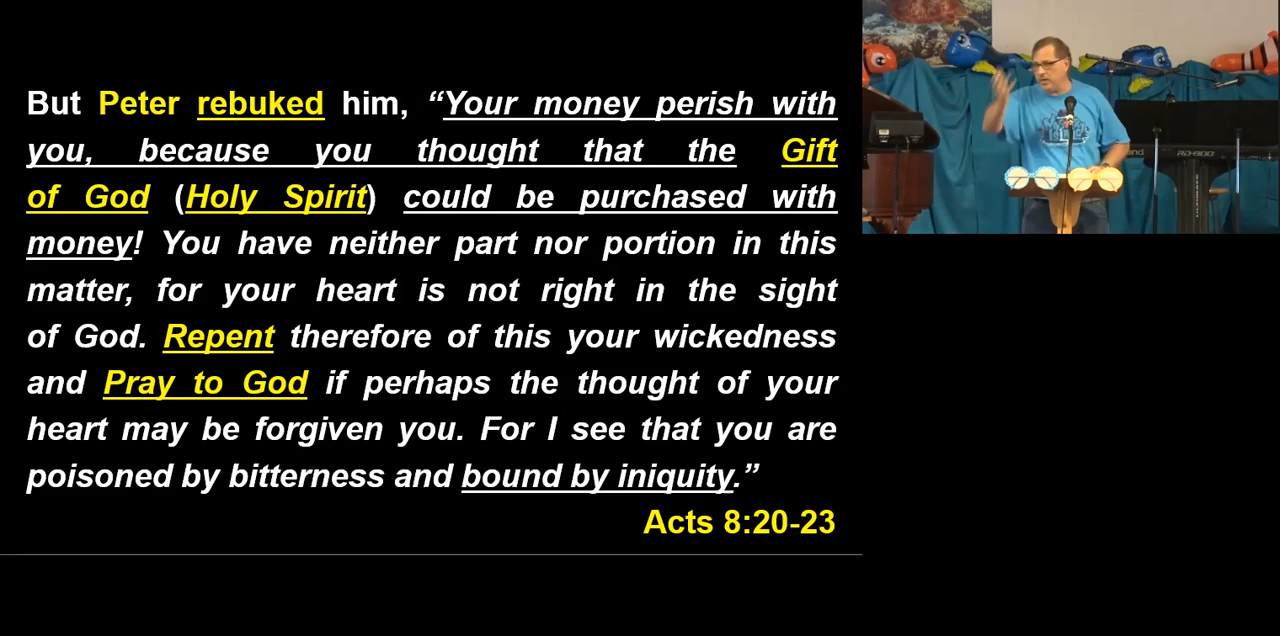 But Peter rebuked him, “Your money perish with
you, because you thought that the Gift
of God (Holy Spirit) could be purchased with
money! You have neither part nor portion in this
matter, for your heart is not right in the sight
of God. Repent therefore of this your wickedness
and Pray to God if perhaps the thought of your
heart may be forgiven you. For I see that you are
poisoned by bitterness and bound by iniquity.”
Acts 8:20-23
RD-800